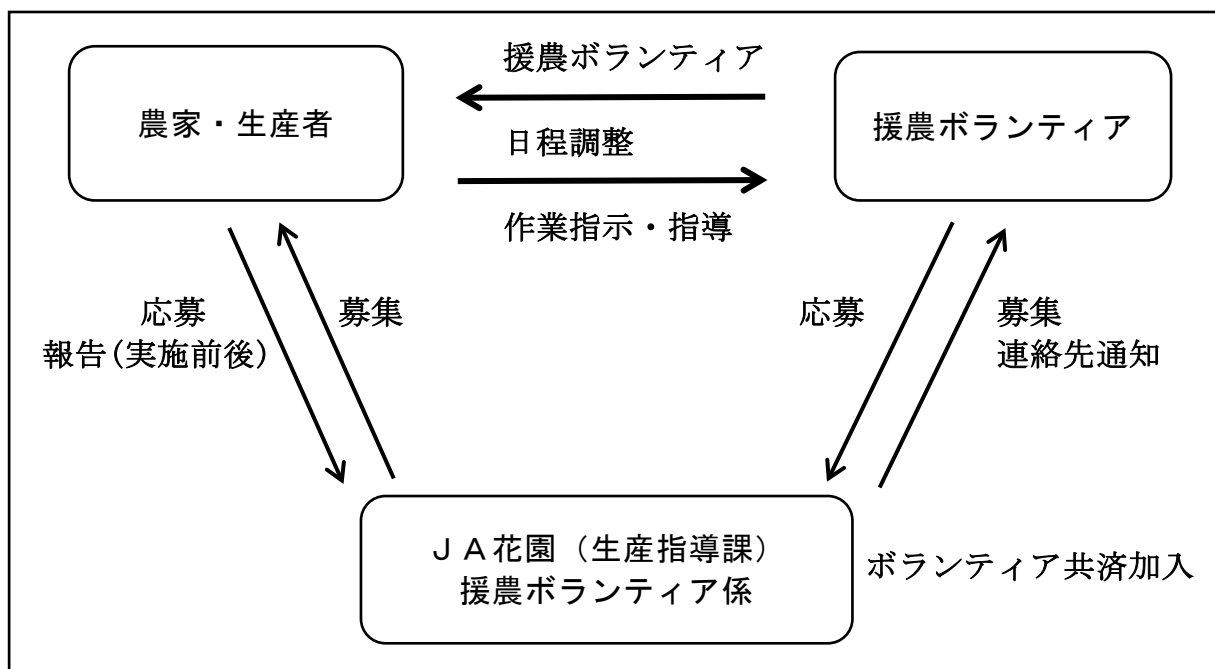 援農ボランティア
農家・生産者
援農ボランティア
日程調整
作業指示・指導
応募
報告(実施前後)
募集
応募
募集
連絡先通知
ＪＡ花園（生産指導課）
援農ボランティア係
ボランティア共済加入